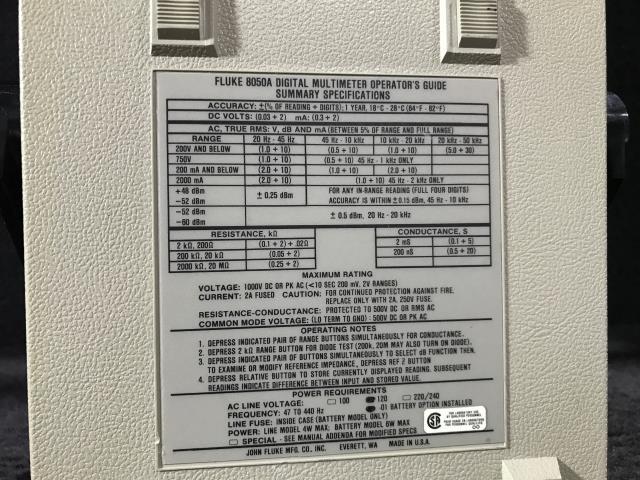 FLUKE 8050A DIGITAL MULTIMETER OPERATOR'S GUIDE
SUMMARY SPECIFICATIONS
ACCURACY: ±(% OF READING + DIGITS); 1 YEAR, 18°C - 28°C (64°F - 82°F)
DC VOLTS: (0.03 + 2) mA: (0.3 + 2)
AC, TRUE RMS: V, dB AND mA (BETWEEN 5% OF RANGE AND FULL RANGE)
RANGE 20 Hz - 45 Hz 45 Hz - 10 kHz 10 kHz - 20 kHz 20 kHz - 50 kHz
200V AND BELOW (1.0 + 10) (0.5 + 10) (1.0 + 10) (5.0 + 30)
750V (1.0 + 10) (0.5 + 10) 45 Hz - 1 kHz ONLY
200 mA AND BELOW (2.0 + 10) (1.0 + 10) (2.0 + 10)
2000 mA (2.0 + 10) (1.0 + 10) 45 Hz - 2 kHz ONLY
+48 dBm
−52 dBm
± 0.25 dBm
FOR ANY IN-RANGE READING (FULL FOUR DIGITS)
ACCURACY IS WITHIN ±0.15 dBm, 45 Hz - 10 kHz
−52 dBm
−60 dBm
± 0.5 dBm, 20 Hz - 20 kHz
RESISTANCE, kΩ
2 kΩ, 200Ω (0.1 + 2) + .02Ω
200 kΩ, 20 kΩ (0.05 + 2)
2000 kΩ, 20 MΩ (0.25 + 2)
CONDUCTANCE, S
2 mS (0.1 + 5)
200 nS (0.5 + 20)
MAXIMUM RATING
VOLTAGE: 1000V DC OR PK AC (<10 SEC 200 mV, 2V RANGES)
CURRENT: 2A FUSED CAUTION: FOR CONTINUED PROTECTION AGAINST FIRE,
REPLACE ONLY WITH 2A, 250V FUSE.
RESISTANCE-CONDUCTANCE: PROTECTED TO 500V DC OR RMS AC
COMMON MODE VOLTAGE: (LO TERM TO GND) : 500V DC OR PK AC
OPERATING NOTES
1. DEPRESS INDICATED PAIR OF RANGE BUTTONS SIMULTANEOUSLY FOR CONDUCTANCE.
2. DEPRESS 2 kΩ RANGE BUTTON FOR DIODE TEST (200k, 20M MAY ALSO TURN ON DIODE).
3. DEPRESS INDICATED PAIR OF BUTTONS SIMULTANEOUSLY TO SELECT dB FUNCTION THEN,
TO EXAMINE OR MODIFY REFERENCE IMPEDANCE, DEPRESS REF Z BUTTON
4. DEPRESS RELATIVE BUTTON TO STORE CURRENTLY DISPLAYED READING. SUBSEQUENT
READINGS INDICATE DIFFERENCE BETWEEN INPUT AND STORED VALUE.
POWER REQUIREMENTS
AC LINE VOLTAGE: 100 120 220/240
FREQUENCY: 47 TO 440 Hz -01 BATTERY OPTION INSTALLED
LINE FUSE: INSIDE CASE (BATTERY MODEL ONLY)
POWER: LINE MODEL 4W MAX; BATTERY MODEL 6W MAX
SPECIAL - SEE MANUAL ADDENDA FOR MODIFIED SPECS
JOHN FLUKE MFG. CO., INC. EVERETT, WA MADE IN U.S.A.